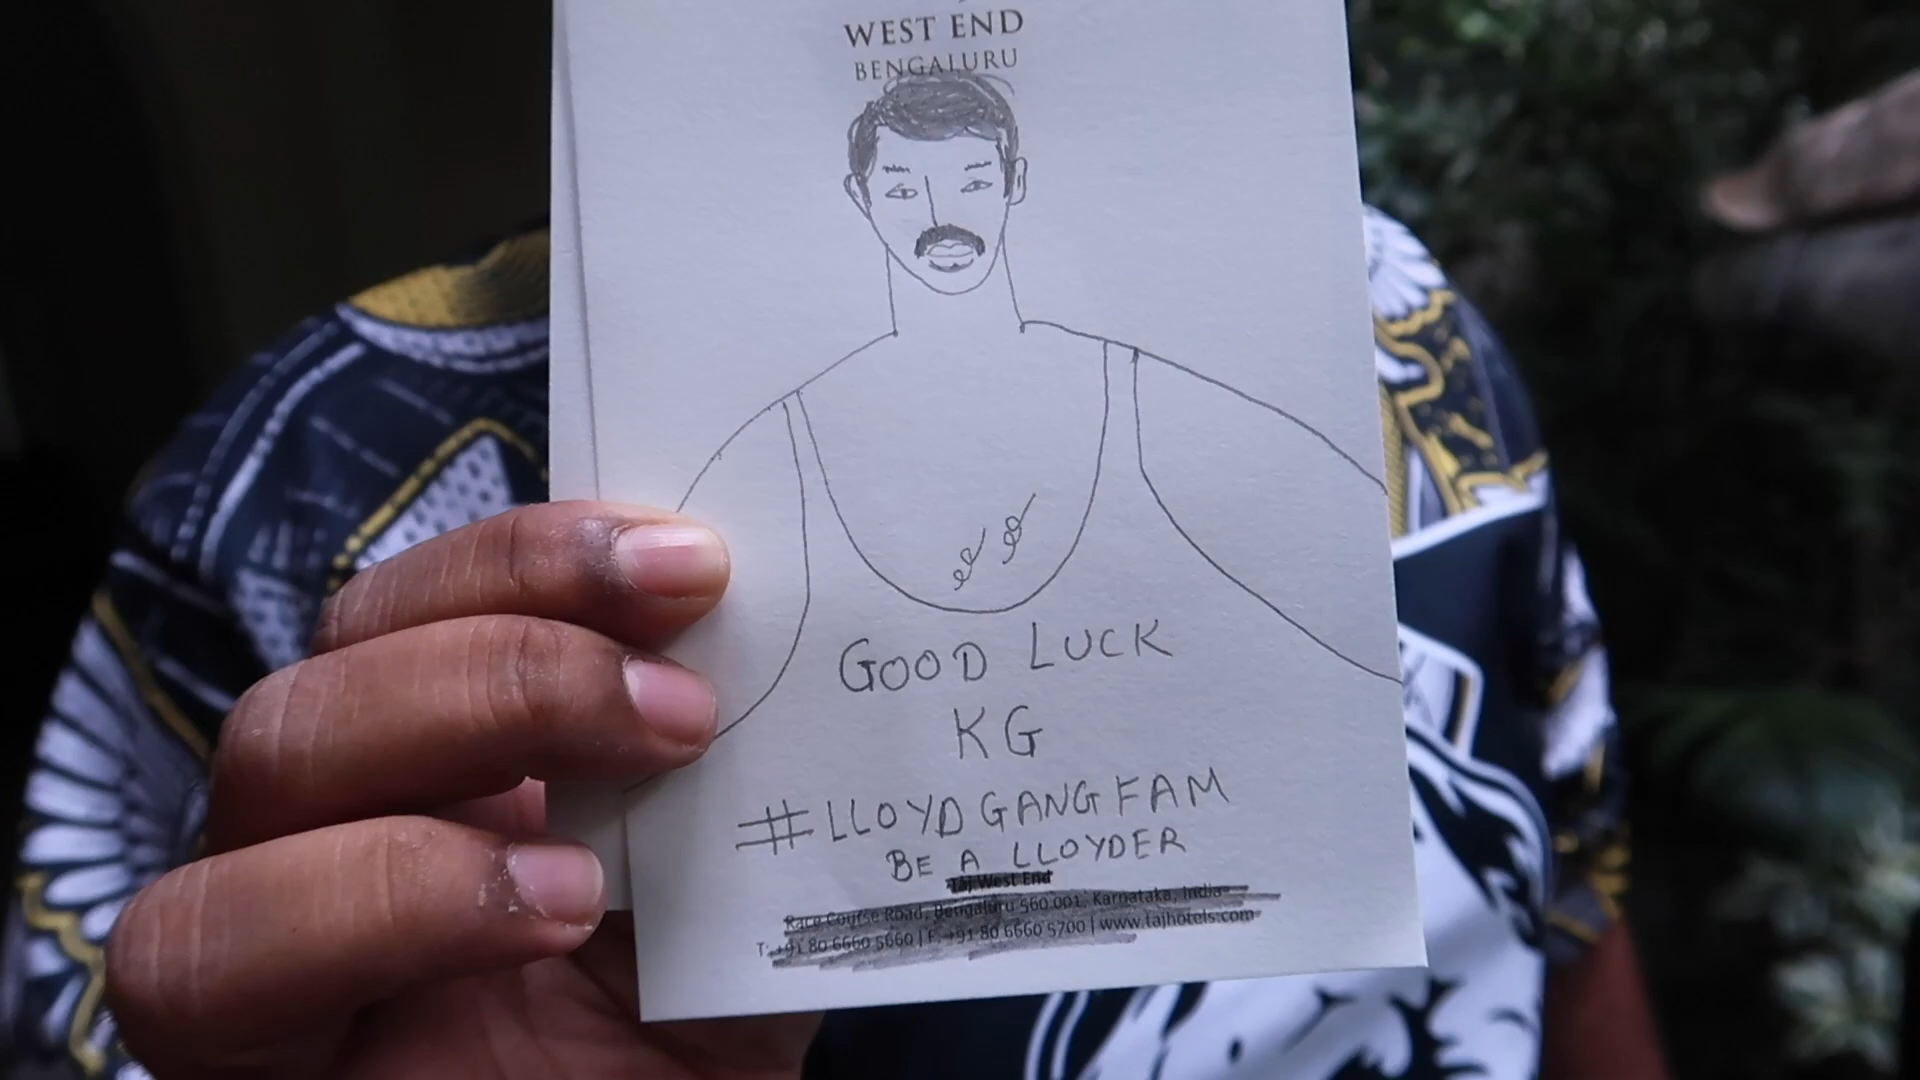 WEST END
BENGALURU
GOOD LUCK
KG
#LLOYDGANGFAM
BE A LLOYDER
Taj West End
Race Course Road, Bengaluru 560 001, Karnataka, India
T: +91 80 6660 5660 | F: +91 80 6660 5700 | www.tajhotels.com